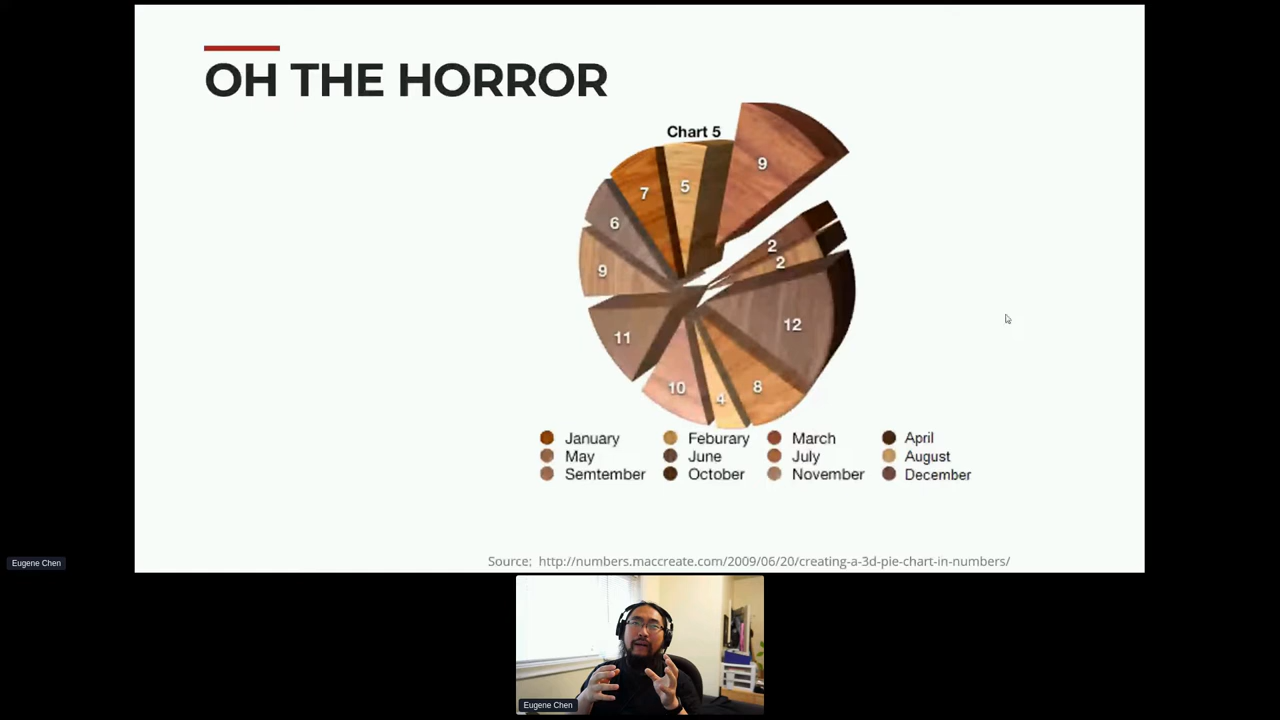 OH THE HORROR
Chart 5
9
5
7
6
2
2
9
12
11
10
8
4
January Feburary March April
May June July August
Semtember October November December
Source; http://numbers.maccreate.com/2009/06/20/creating-a-3d-pie-chart-in-numbers/
Eugene Chen
Eugene Chen